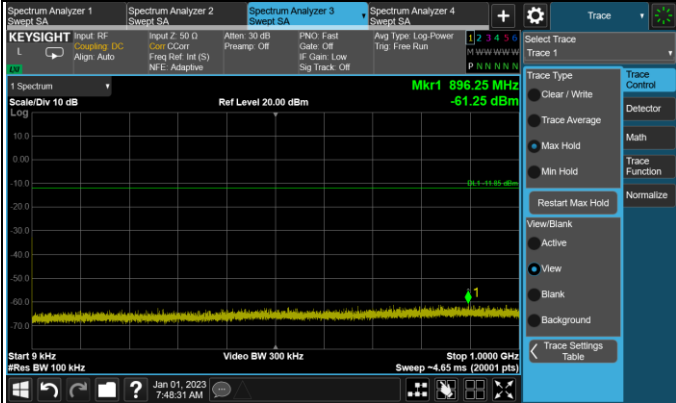 Spectrum Analyzer 1
Swept SA
Spectrum Analyzer 2
Swept SA
Spectrum Analyzer 3
Swept SA
Spectrum Analyzer 4
Swept SA
Trace
KEYSIGHT
L
LXI
Input: RF
Coupling: DC
Align: Auto
Input Z: 50 Ω
Corr CCorr
Freq Ref: Int (S)
NFE: Adaptive
Atten: 30 dB
Preamp: Off
PNO: Fast
Gate: Off
IF Gain: Low
Sig Track: Off
Avg Type: Log-Power
Trig: Free Run
1 2 3 4 5 6
M W W W W W
P N N N N N
Select Trace
Trace 1
1 Spectrum
Mkr1 896.25 MHz
-61.25 dBm
Scale/Div 10 dB
Ref Level 20.00 dBm
Log
10.0
0.00
-10.0
DL1 -11.85 dBm
-20.0
-30.0
-40.0
-50.0
-60.0
1
-70.0
Start 9 kHz
#Res BW 100 kHz
Video BW 300 kHz
Stop 1.0000 GHz
Sweep ~4.65 ms (20001 pts)
Trace Type
Clear / Write
Trace Average
Max Hold
Min Hold
Restart Max Hold
View/Blank
Active
View
Blank
Background
Trace Settings
Table
Trace
Control
Detector
Math
Trace
Function
Normalize
?
Jan 01, 2023
7:48:31 AM